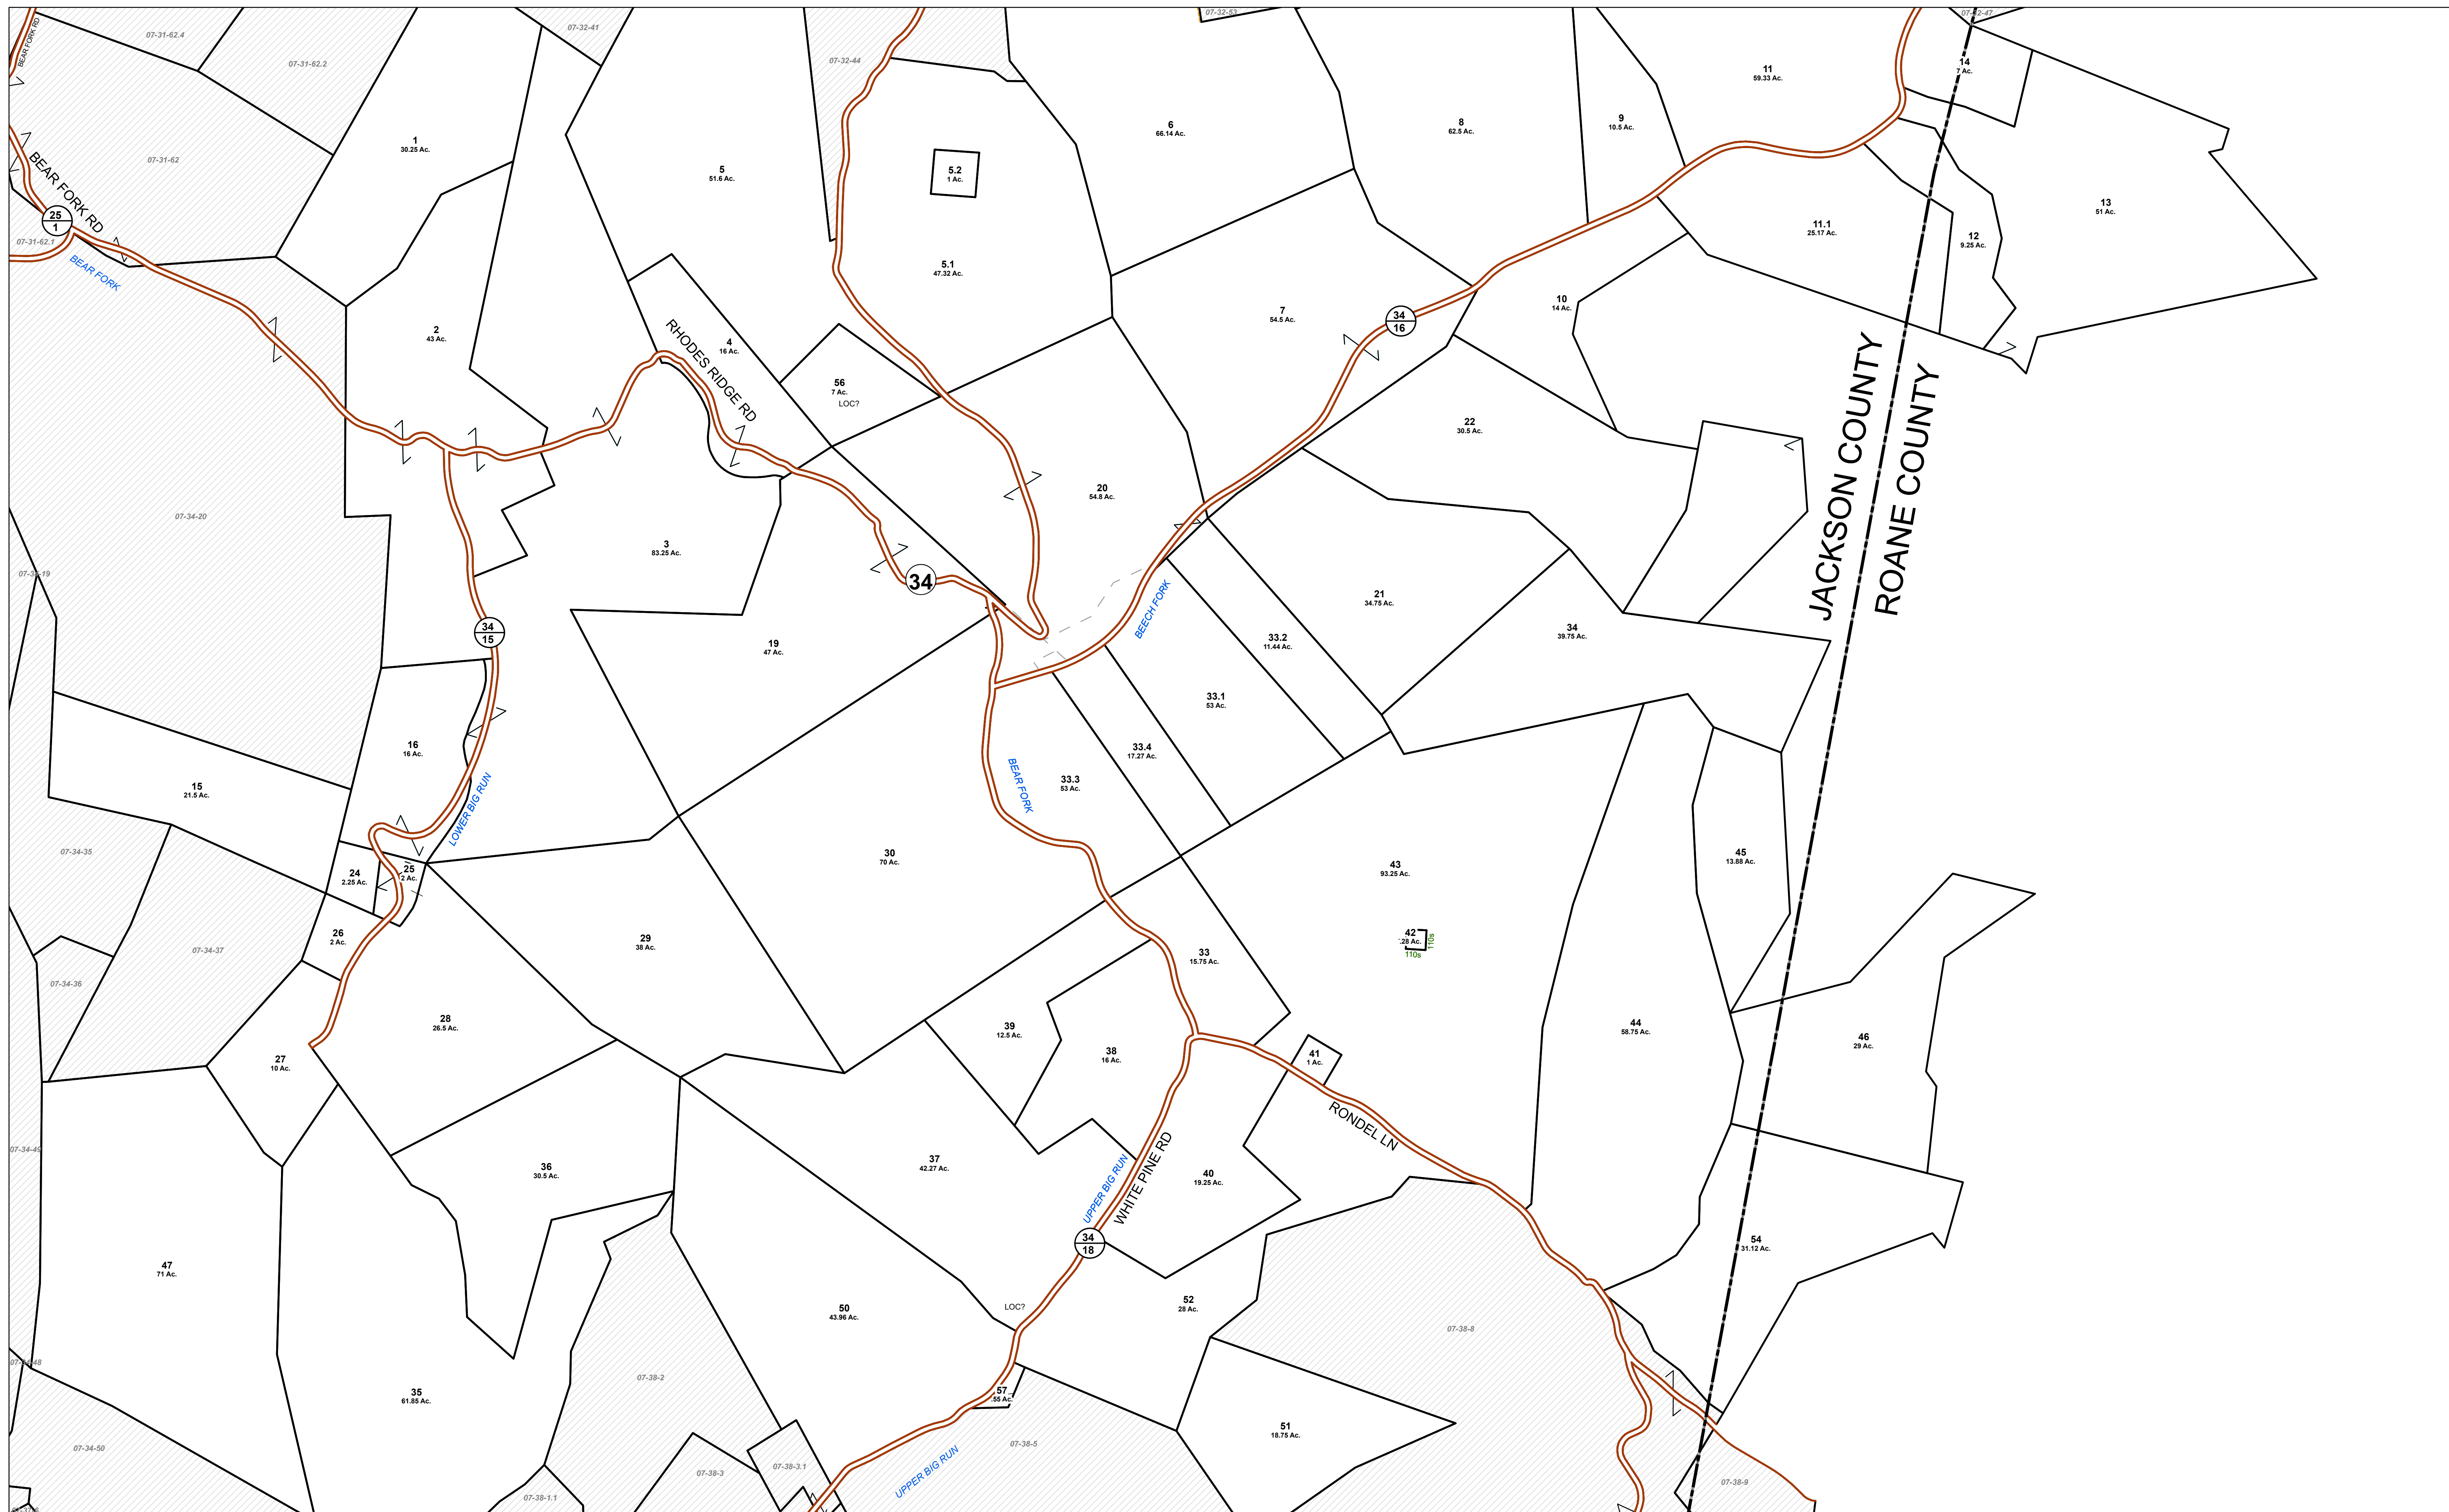 BEAR FORK RD
07-31-62.4
07-31-62.2
07-32-41
07-32-44
07-32-53
07-32-47
11
59.33 Ac.
14
7 Ac.
1
30.25 Ac.
6
66.14 Ac.
8
62.5 Ac.
9
10.5 Ac.
07-31-62
BEAR FORK RD
5
51.6 Ac.
5.2
1 Ac.
13
51 Ac.
25
1
07-31-62.1
BEAR FORK
11.1
25.17 Ac.
12
9.25 Ac.
5.1
47.32 Ac.
10
14 Ac.
7
54.5 Ac.
34
16
2
43 Ac.
4
16 Ac.
RHODES RIDGE RD
56
7 Ac.
LOC?
JACKSON COUNTY
ROANE COUNTY
22
30.5 Ac.
20
54.8 Ac.
07-34-20
3
83.25 Ac.
34
21
34.75 Ac.
BEECH FORK
34
39.75 Ac.
34
15
19
47 Ac.
33.2
11.44 Ac.
33.1
53 Ac.
16
16 Ac.
33.4
17.27 Ac.
33.3
53 Ac.
BEAR FORK
15
21.5 Ac.
LOWER BIG RUN
07-34-35
30
70 Ac.
43
93.25 Ac.
45
13.88 Ac.
24
2.25 Ac.
25
2 Ac.
26
2 Ac.
29
38 Ac.
42
.28 Ac.
110s
110s
07-34-37
33
15.75 Ac.
07-34-36
28
26.5 Ac.
39
12.5 Ac.
38
16 Ac.
41
1 Ac.
44
58.75 Ac.
46
29 Ac.
27
10 Ac.
RONDEL LN
07-34-49
36
30.5 Ac.
37
42.27 Ac.
40
19.25 Ac.
UPPER BIG RUN
WHITE PINE RD
34
18
54
31.12 Ac.
47
71 Ac.
50
43.96 Ac.
LOC?
52
28 Ac.
07-38-8
07-34-48
07-38-2
35
61.85 Ac.
57
.55 Ac.
51
18.75 Ac.
07-34-50
07-38-5
07-38-3
07-38-3.1
UPPER BIG RUN
07-38-9
07-38-1.1